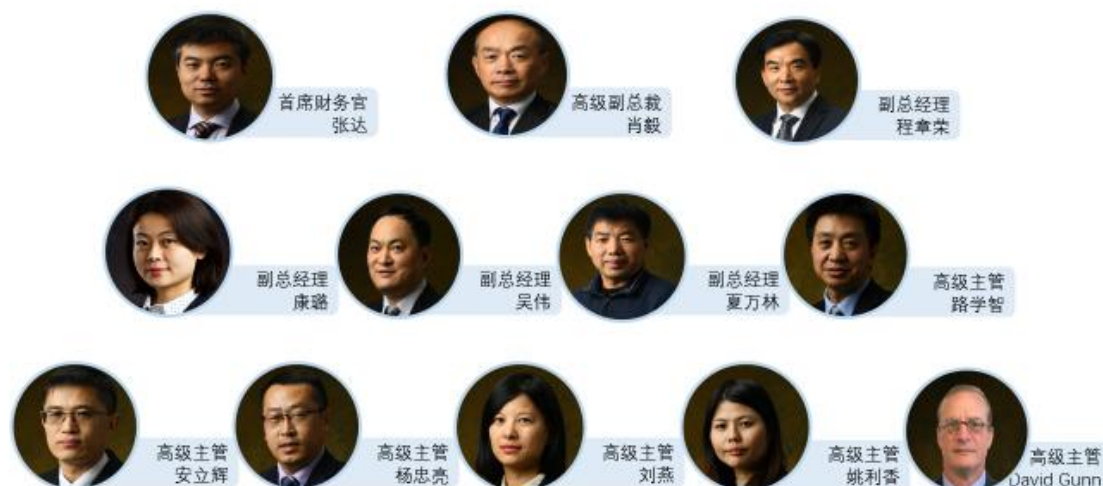 首席财务官
张达
高级副总裁
肖毅
副总经理
程章荣
副总经理
康璐
副总经理
吴伟
副总经理
夏万林
高级主管
路学智
高级主管
安立辉
高级主管
杨忠亮
高级主管
刘燕
高级主管
姚利香
高级主管
David Gunn